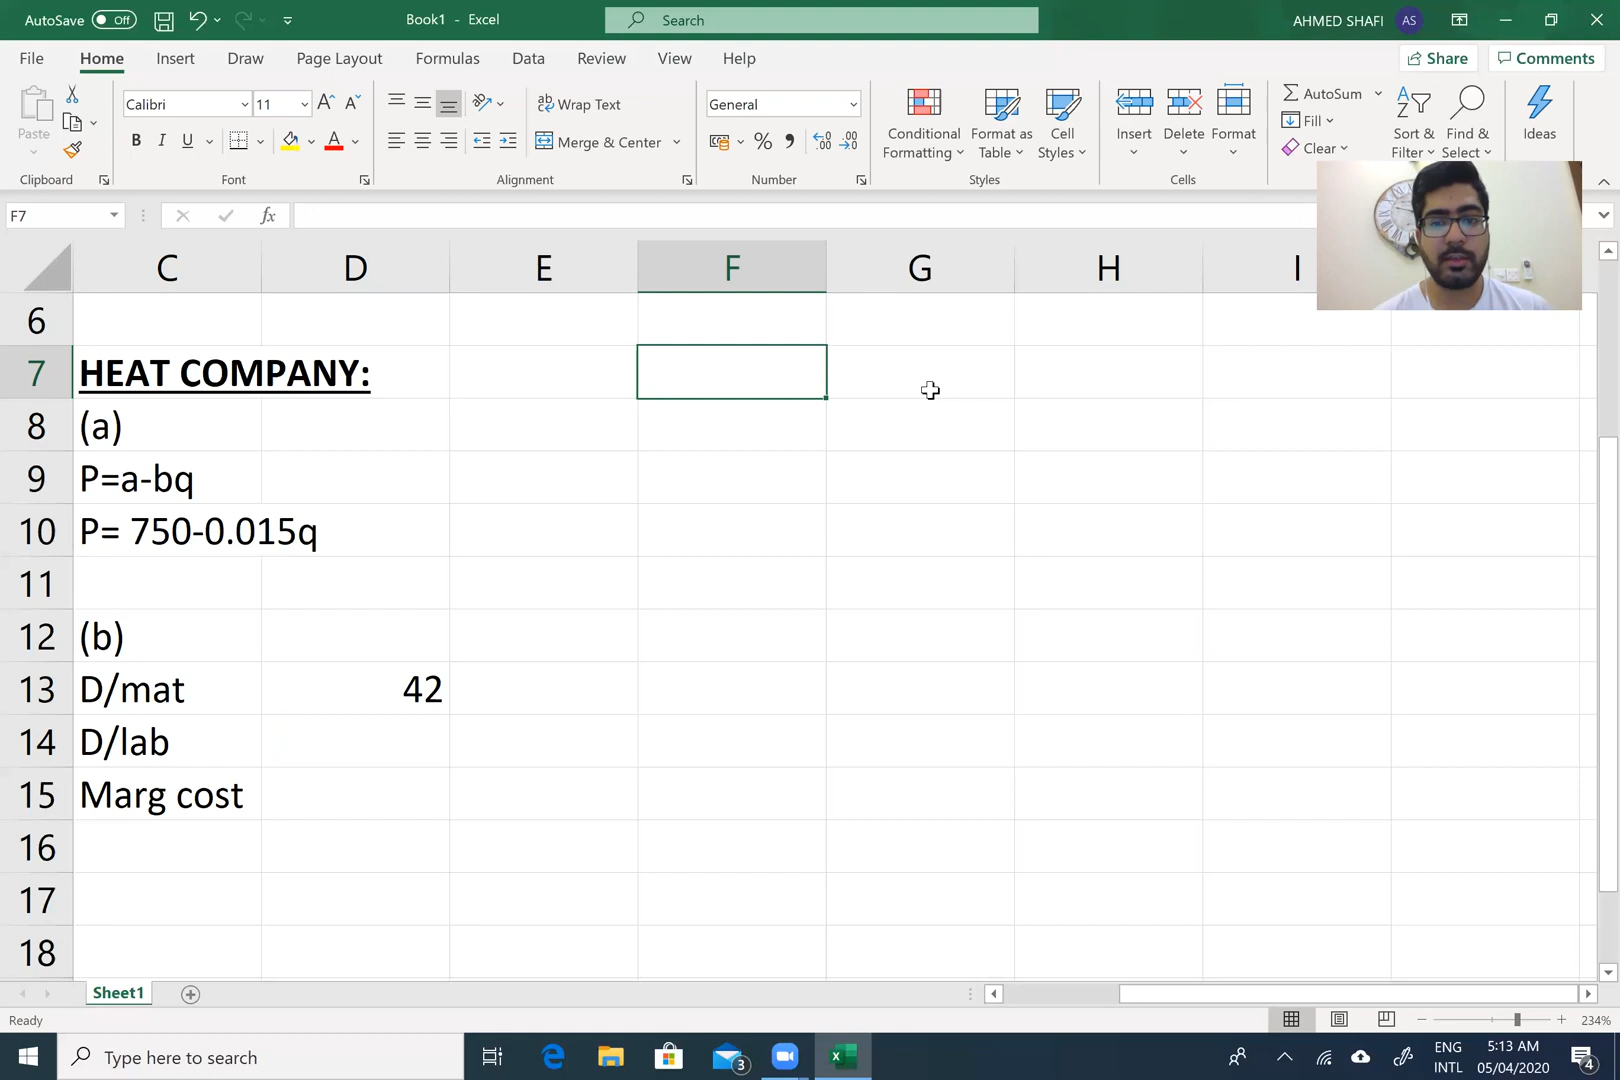 AutoSave Off Book1 - Excel Search AHMED SHAFI AS
File Home Insert Draw Page Layout Formulas Data Review View Help Share Comments
Paste Calibri 11 A A ab Wrap Text General Conditional Formatting Format as Table Cell Styles Insert Delete Format AutoSum Fill Clear Sort & Filter Find & Select Ideas
B I U A Merge & Center % , .00
Clipboard Font Alignment Number Styles Cells
F7 fx
C D E F G H I
6
7 HEAT COMPANY:
8 (a)
9 P=a-bq
10 P= 750-0.015q
11
12 (b)
13 D/mat 42
14 D/lab
15 Marg cost
16
17
18
Sheet1
Ready 234%
Type here to search 3 ENG INTL 5:13 AM 05/04/2020 4